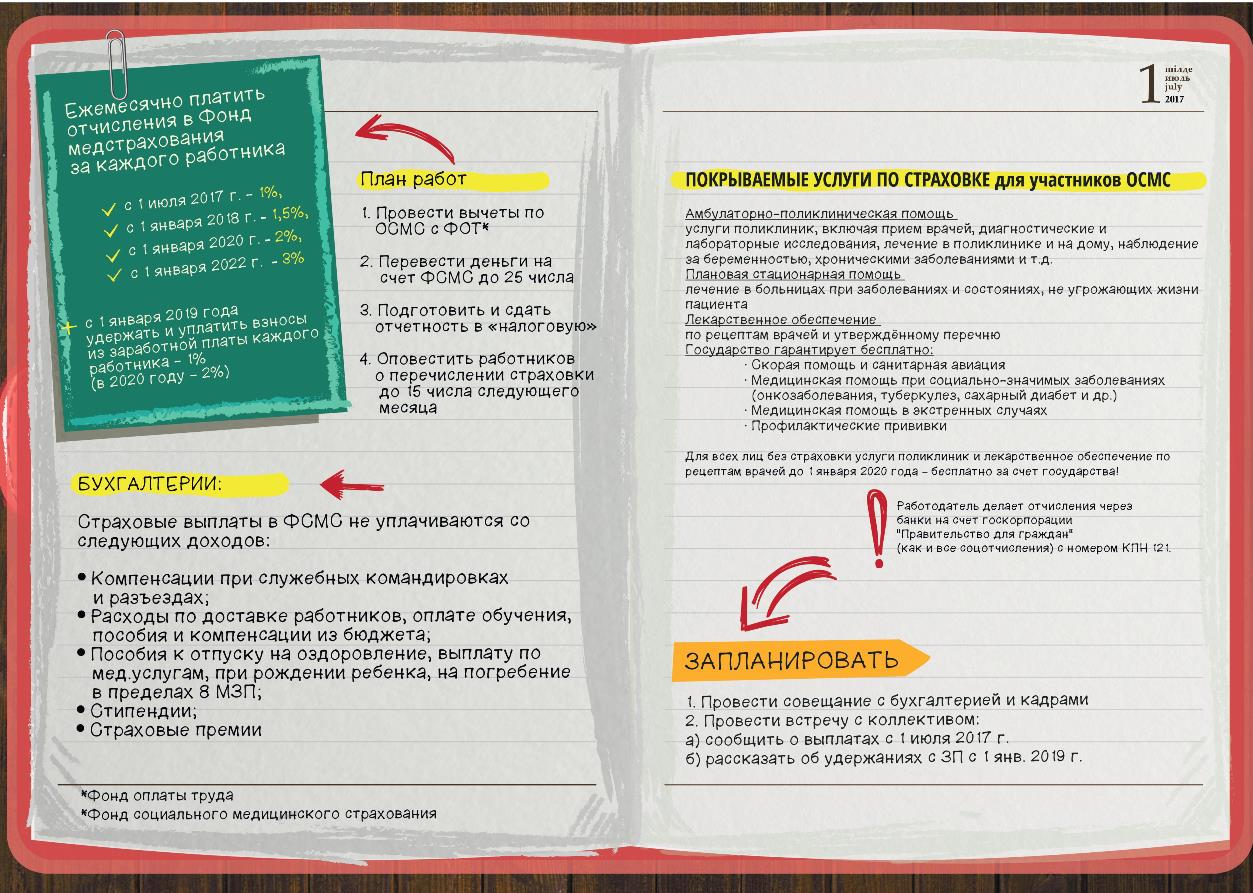 Ежемесячно платить
отчисления в Фонд
медстрахования
за каждого работника
с 1 июля 2017 г. - 1%,
с 1 января 2018 г. - 1,5%,
с 1 января 2020 г. - 2%,
с 1 января 2022 г. - 3%
+ с 1 января 2019 года
удержать и уплатить взносы
из заработной платы каждого
работника - 1%
(в 2020 году - 2%)
План работ
1. Провести вычеты по
ОСМС с ФОТ*
2. Перевести деньги на
счет ФСМС до 25 числа
3. Подготовить и сдать
отчетность в «налоговую»
4. Оповестить работников
о перечислении страховки
до 15 числа следующего
месяца
БУХГАЛТЕРИИ:
Страховые выплаты в ФСМС не уплачиваются со
следующих доходов:
• Компенсации при служебных командировках
и разъездах;
• Расходы по доставке работников, оплате обучения,
пособия и компенсации из бюджета;
• Пособия к отпуску на оздоровление, выплату по
мед.услугам, при рождении ребенка, на погребение
в пределах 8 МЗП;
• Стипендии;
• Страховые премии
*Фонд оплаты труда
*Фонд социального медицинского страхования
1 шілде
июль
july
2017
ПОКРЫВАЕМЫЕ УСЛУГИ ПО СТРАХОВКЕ для участников ОСМС
Амбулаторно-поликлиническая помощь
услуги поликлиник, включая прием врачей, диагностические и
лабораторные исследования, лечение в поликлинике и на дому, наблюдение
за беременностью, хроническими заболеваниями и т.д.
Плановая стационарная помощь
лечение в больницах при заболеваниях и состояниях, не угрожающих жизни
пациента
Лекарственное обеспечение
по рецептам врачей и утверждённому перечню
Государство гарантирует бесплатно:
· Скорая помощь и санитарная авиация
· Медицинская помощь при социально-значимых заболеваниях
(онкозаболевания, туберкулез, сахарный диабет и др.)
· Медицинская помощь в экстренных случаях
· Профилактические прививки
Для всех лиц без страховки услуги поликлиник и лекарственное обеспечение по
рецептам врачей до 1 января 2020 года - бесплатно за счет государства!
Работодатель делает отчисления через
банки на счет госкорпорации
"Правительство для граждан"
(как и все соцотчисления) с номером КПН 121.
ЗАПЛАНИРОВАТЬ
1. Провести совещание с бухгалтерией и кадрами
2. Провести встречу с коллективом:
а) сообщить о выплатах с 1 июля 2017 г.
б) рассказать об удержаниях с ЗП с 1 янв. 2019 г.